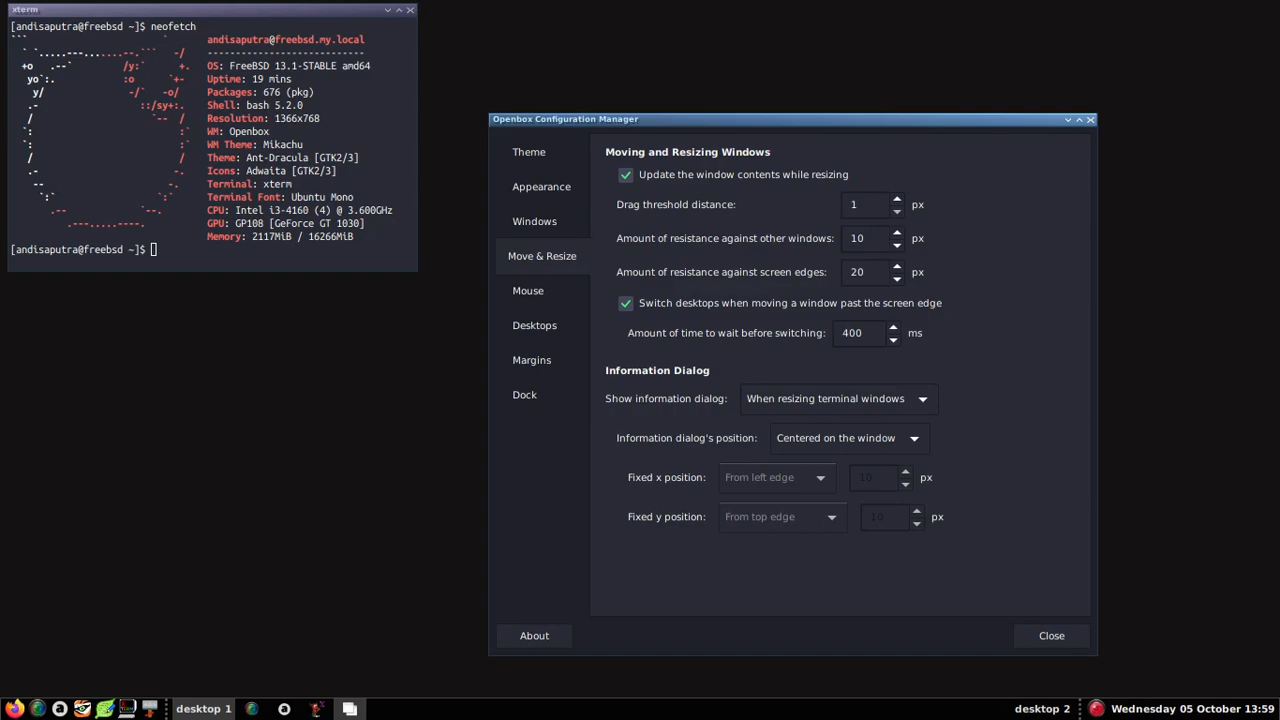 xterm
[andisaputra@freebsd ~]$ neofetch
andisaputra@freebsd.my.local
OS: FreeBSD 13.1-STABLE amd64
Uptime: 19 mins
Packages: 676 (pkg)
Shell: bash 5.2.0
Resolution: 1366x768
WM: Openbox
WM Theme: Mikachu
Theme: Ant-Dracula [GTK2/3]
Icons: Adwaita [GTK2/3]
Terminal: xterm
Terminal Font: Ubuntu Mono
CPU: Intel i3-4160 (4) @ 3.600GHz
GPU: GP108 [GeForce GT 1030]
Memory: 2117MiB / 16266MiB
[andisaputra@freebsd ~]$
Openbox Configuration Manager
Theme
Appearance
Windows
Move & Resize
Mouse
Desktops
Margins
Dock
Moving and Resizing Windows
Update the window contents while resizing
Drag threshold distance: 1 px
Amount of resistance against other windows: 10 px
Amount of resistance against screen edges: 20 px
Switch desktops when moving a window past the screen edge
Amount of time to wait before switching: 400 ms
Information Dialog
Show information dialog: When resizing terminal windows
Information dialog's position: Centered on the window
Fixed x position: From left edge 10 px
Fixed y position: From top edge 10 px
About
Close
desktop 1
desktop 2
Wednesday 05 October 13:59